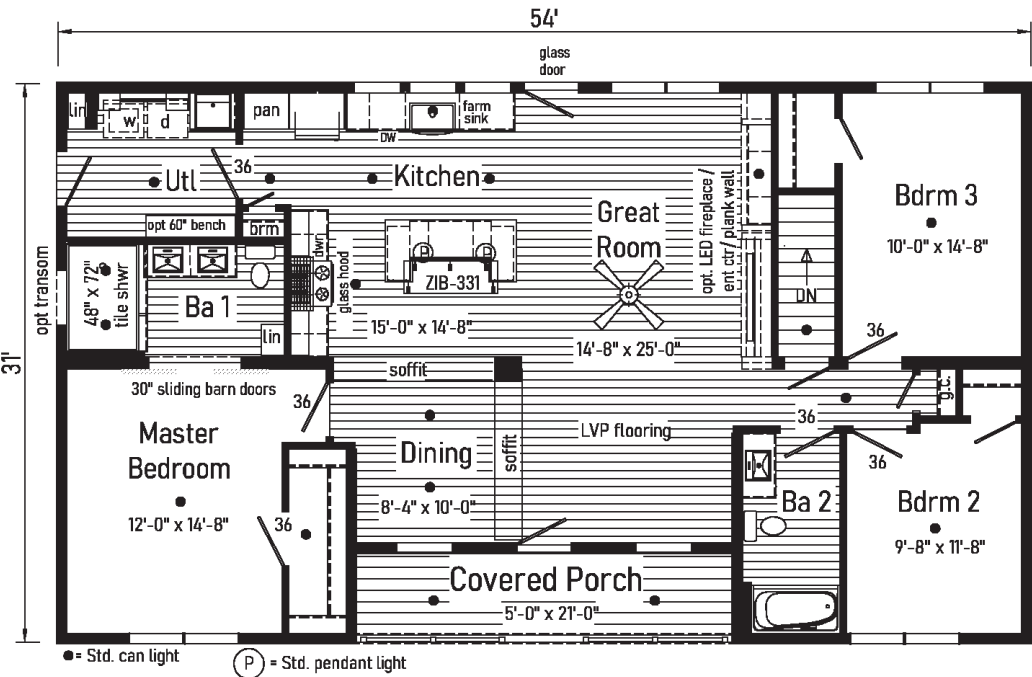 54'
glass
door
lin
w
d
pan
farm
sink
DW
36
Utl
Kitchen
Great
Room
opt. LED fireplace /
ent ctr/ plank wall
Bdrm 3
10'-0" x 14'-8"
opt 60" bench
brm
dwr
glass hood
P
P
ZIB-331
opt transom
48" x 72"
tile shwr
Ba 1
lin
DN
15'-0" x 14'-8"
14'-8" x 25'-0"
36
31'
30" sliding barn doors
soffit
36
g.c.
36
Master
Bedroom
12'-0" x 14'-8"
Dining
8'-4" x 10'-0"
soffit
LVP flooring
36
Ba 2
Bdrm 2
9'-8" x 11'-8"
36
Covered Porch
5'-0" x 21'-0"
= Std. can light
P = Std. pendant light